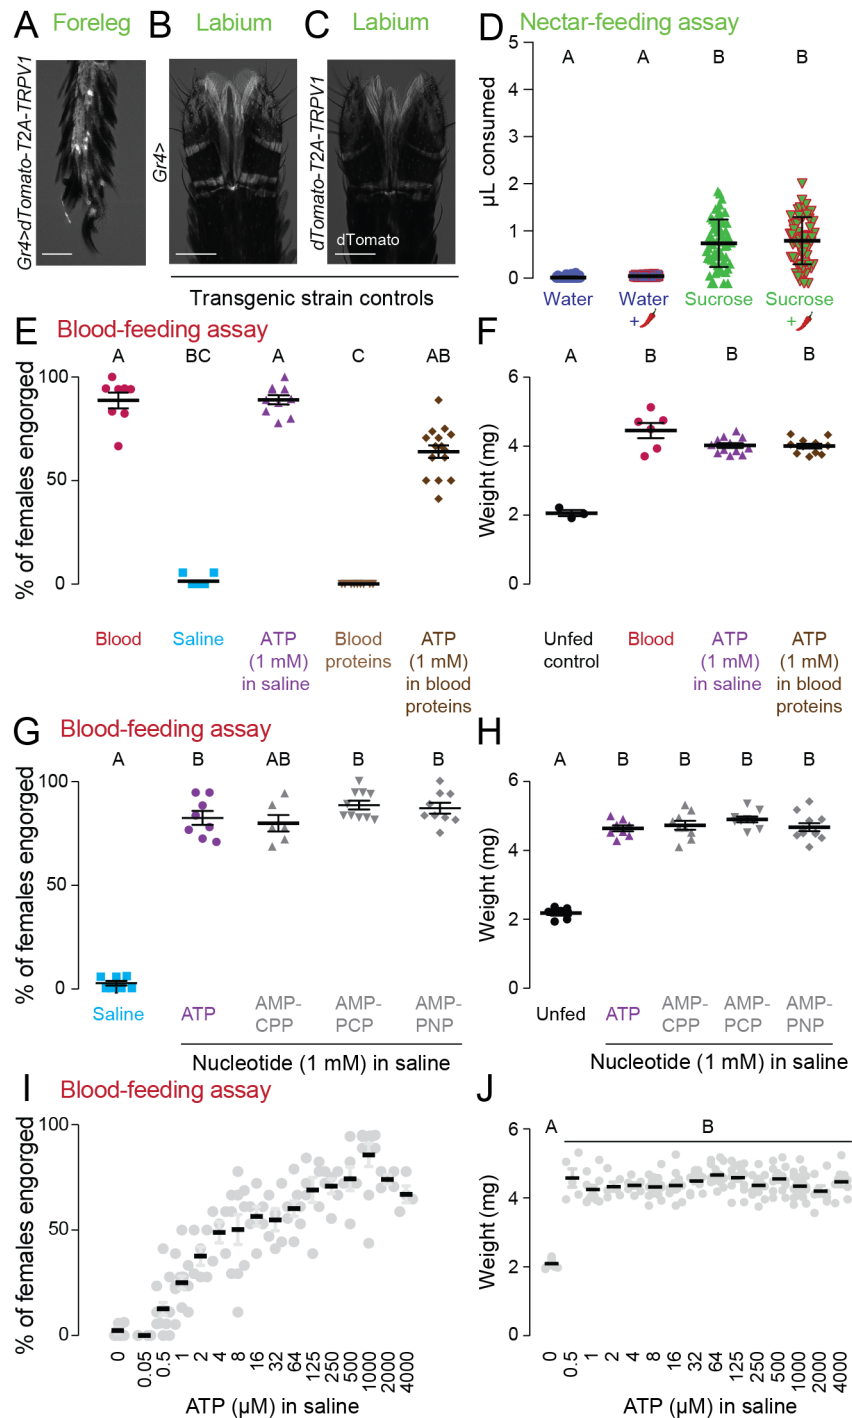 A Foreleg B Labium C Labium
Gr4>dTomato-T2A-TRPV1
Gr4>
dTomato-T2A-TRPV1
dTomato
Transgenic strain controls
D Nectar-feeding assay
A A B B
µL consumed
5
4
3
2
1
0
Water Water Sucrose Sucrose
+ +
E Blood-feeding assay
A BC A C AB
% of females engorged
100
50
0
Blood Saline ATP Blood ATP
(1 mM) proteins (1 mM)
in saline in blood
proteins
F
A B B B
Weight (mg)
6
4
2
0
Unfed Blood ATP ATP
control (1 mM) (1 mM)
in saline in blood
proteins
G Blood-feeding assay
A B AB B B
% of females engorged
100
50
0
Saline ATP AMP- AMP- AMP-
CPP PCP PNP
Nucleotide (1 mM) in saline
H
A B B B B
Weight (mg)
6
4
2
0
Unfed ATP AMP- AMP- AMP-
CPP PCP PNP
Nucleotide (1 mM) in saline
I Blood-feeding assay
% of females engorged
100
50
0
0 0.05 0.5 1 2 4 8 16 32 64 125 250 500 1000 2000 4000
ATP (µM) in saline
J
A B
Weight (mg)
6
4
2
0
0 0.5 1 2 4 8 16 32 64 125 250 500 1000 2000 4000
ATP (µM) in saline